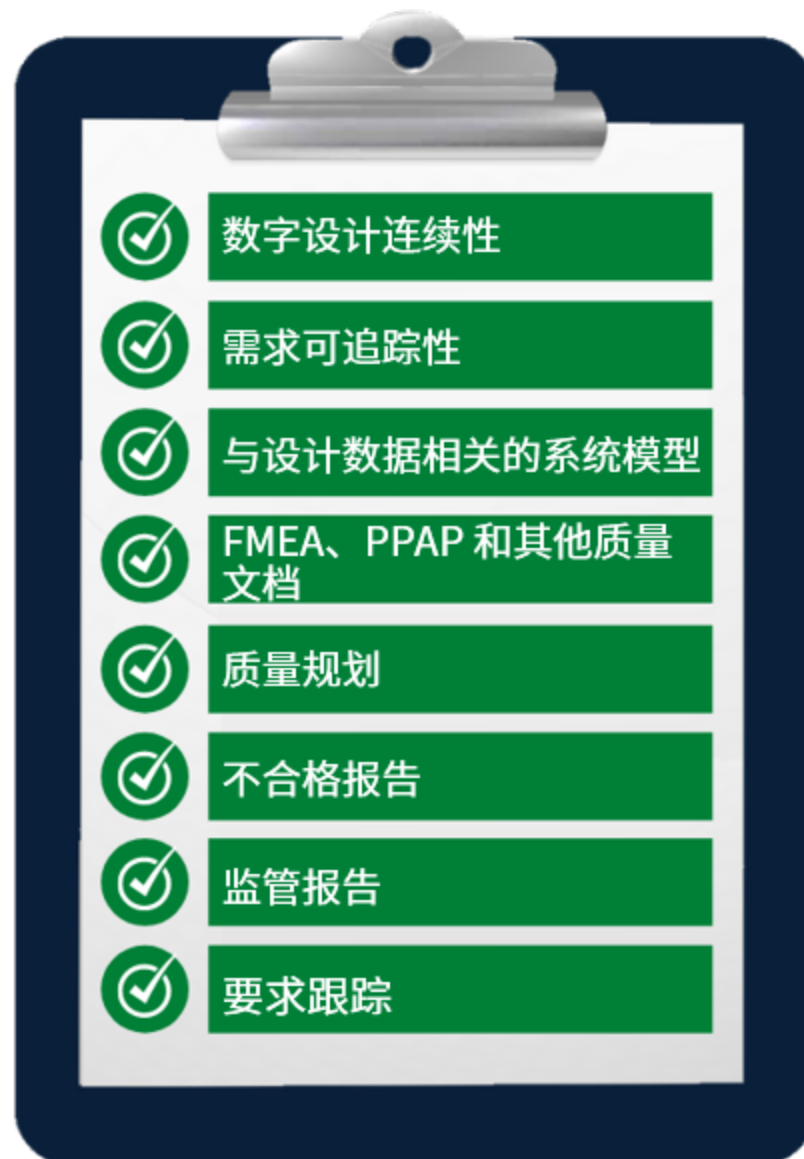 数字设计连续性
需求可追踪性
与设计数据相关的系统模型
FMEA、PPAP 和其他质量
文档
质量规划
不合格报告
监管报告
要求跟踪